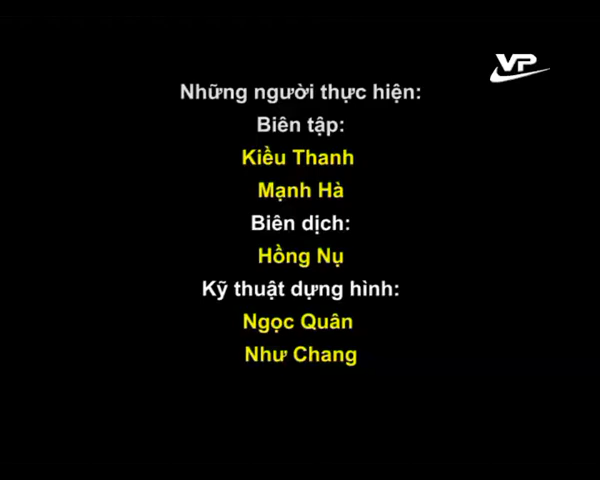 VP
Những người thực hiện:
Biên tập:
Kiều Thanh
Mạnh Hà
Biên dịch:
Hồng Nụ
Kỹ thuật dựng hình:
Ngọc Quân
Như Chang